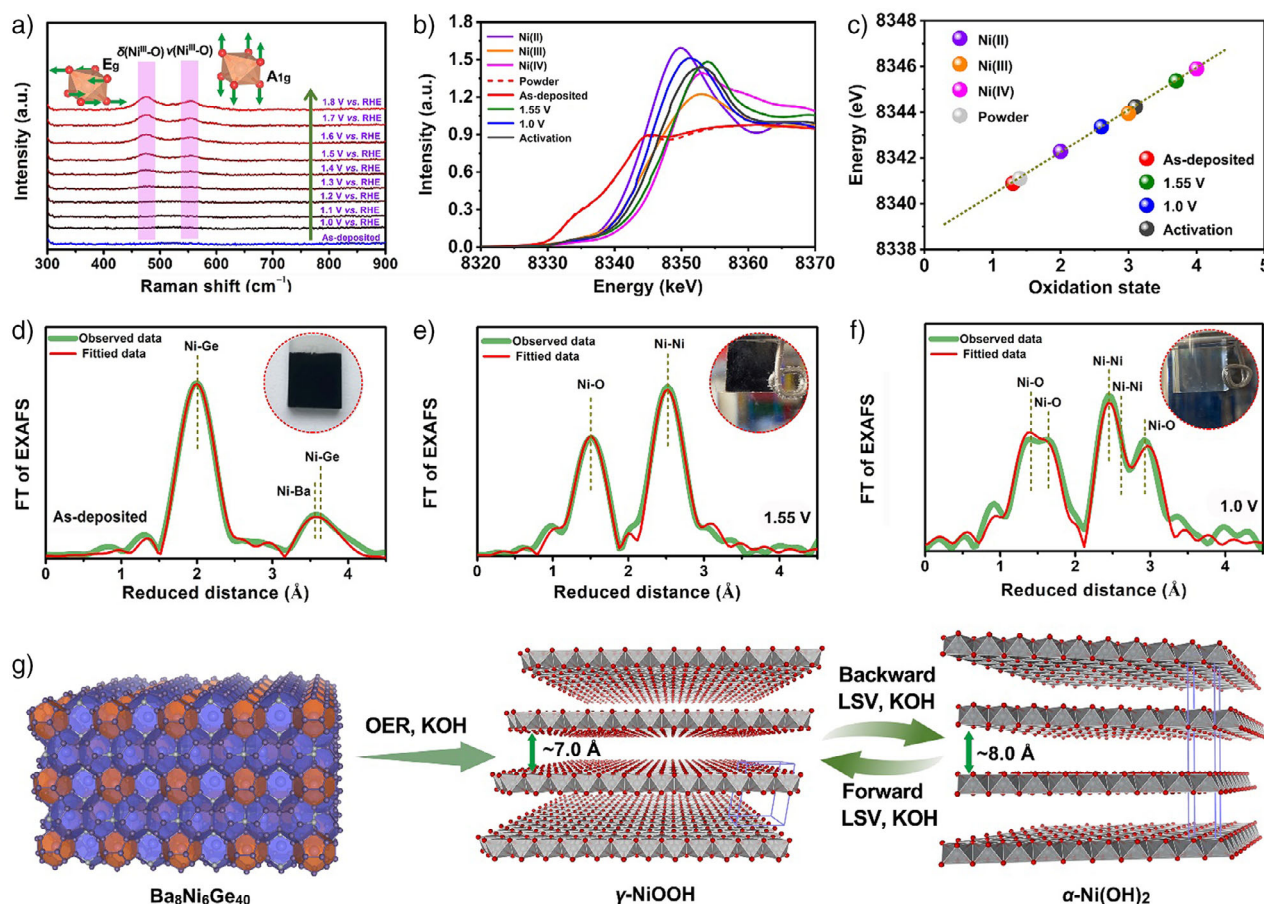 a)
E_g
δ(Ni^III-O) ν(Ni^III-O)
A_1g
1.8 V vs. RHE
1.7 V vs. RHE
1.6 V vs. RHE
1.5 V vs. RHE
1.4 V vs. RHE
1.3 V vs. RHE
1.2 V vs. RHE
1.1 V vs. RHE
1.0 V vs. RHE
As-deposited
Intensity (a.u.)
300 400 500 600 700 800 900
Raman shift (cm⁻¹)
b)
Intensity (a.u.)
1.8
1.5
1.2
0.9
0.6
0.3
0.0
Ni(II)
Ni(III)
Ni(IV)
Powder
As-deposited
1.55 V
1.0 V
Activation
8320 8330 8340 8350 8360 8370
Energy (keV)
c)
Energy (eV)
8348
8346
8344
8342
8340
8338
Ni(II)
Ni(III)
Ni(IV)
Powder
As-deposited
1.55 V
1.0 V
Activation
0 1 2 3 4 5
Oxidation state
d)
Observed data
Fittied data
Ni-Ge
Ni-Ge
Ni-Ba
As-deposited
FT of EXAFS
0 1 2 3 4
Reduced distance (Å)
e)
Observed data
Fittied data
Ni-Ni
Ni-O
1.55 V
FT of EXAFS
0 1 2 3 4
Reduced distance (Å)
f)
Observed data
Fittied data
Ni-Ni
Ni-O
Ni-Ni
Ni-O
Ni-O
1.0 V
FT of EXAFS
0 1 2 3 4
Reduced distance (Å)
g)
OER, KOH
~7.0 Å
Backward
LSV, KOH
Forward
LSV, KOH
~8.0 Å
Ba₈Ni₆Ge₄₀
γ-NiOOH
α-Ni(OH)₂